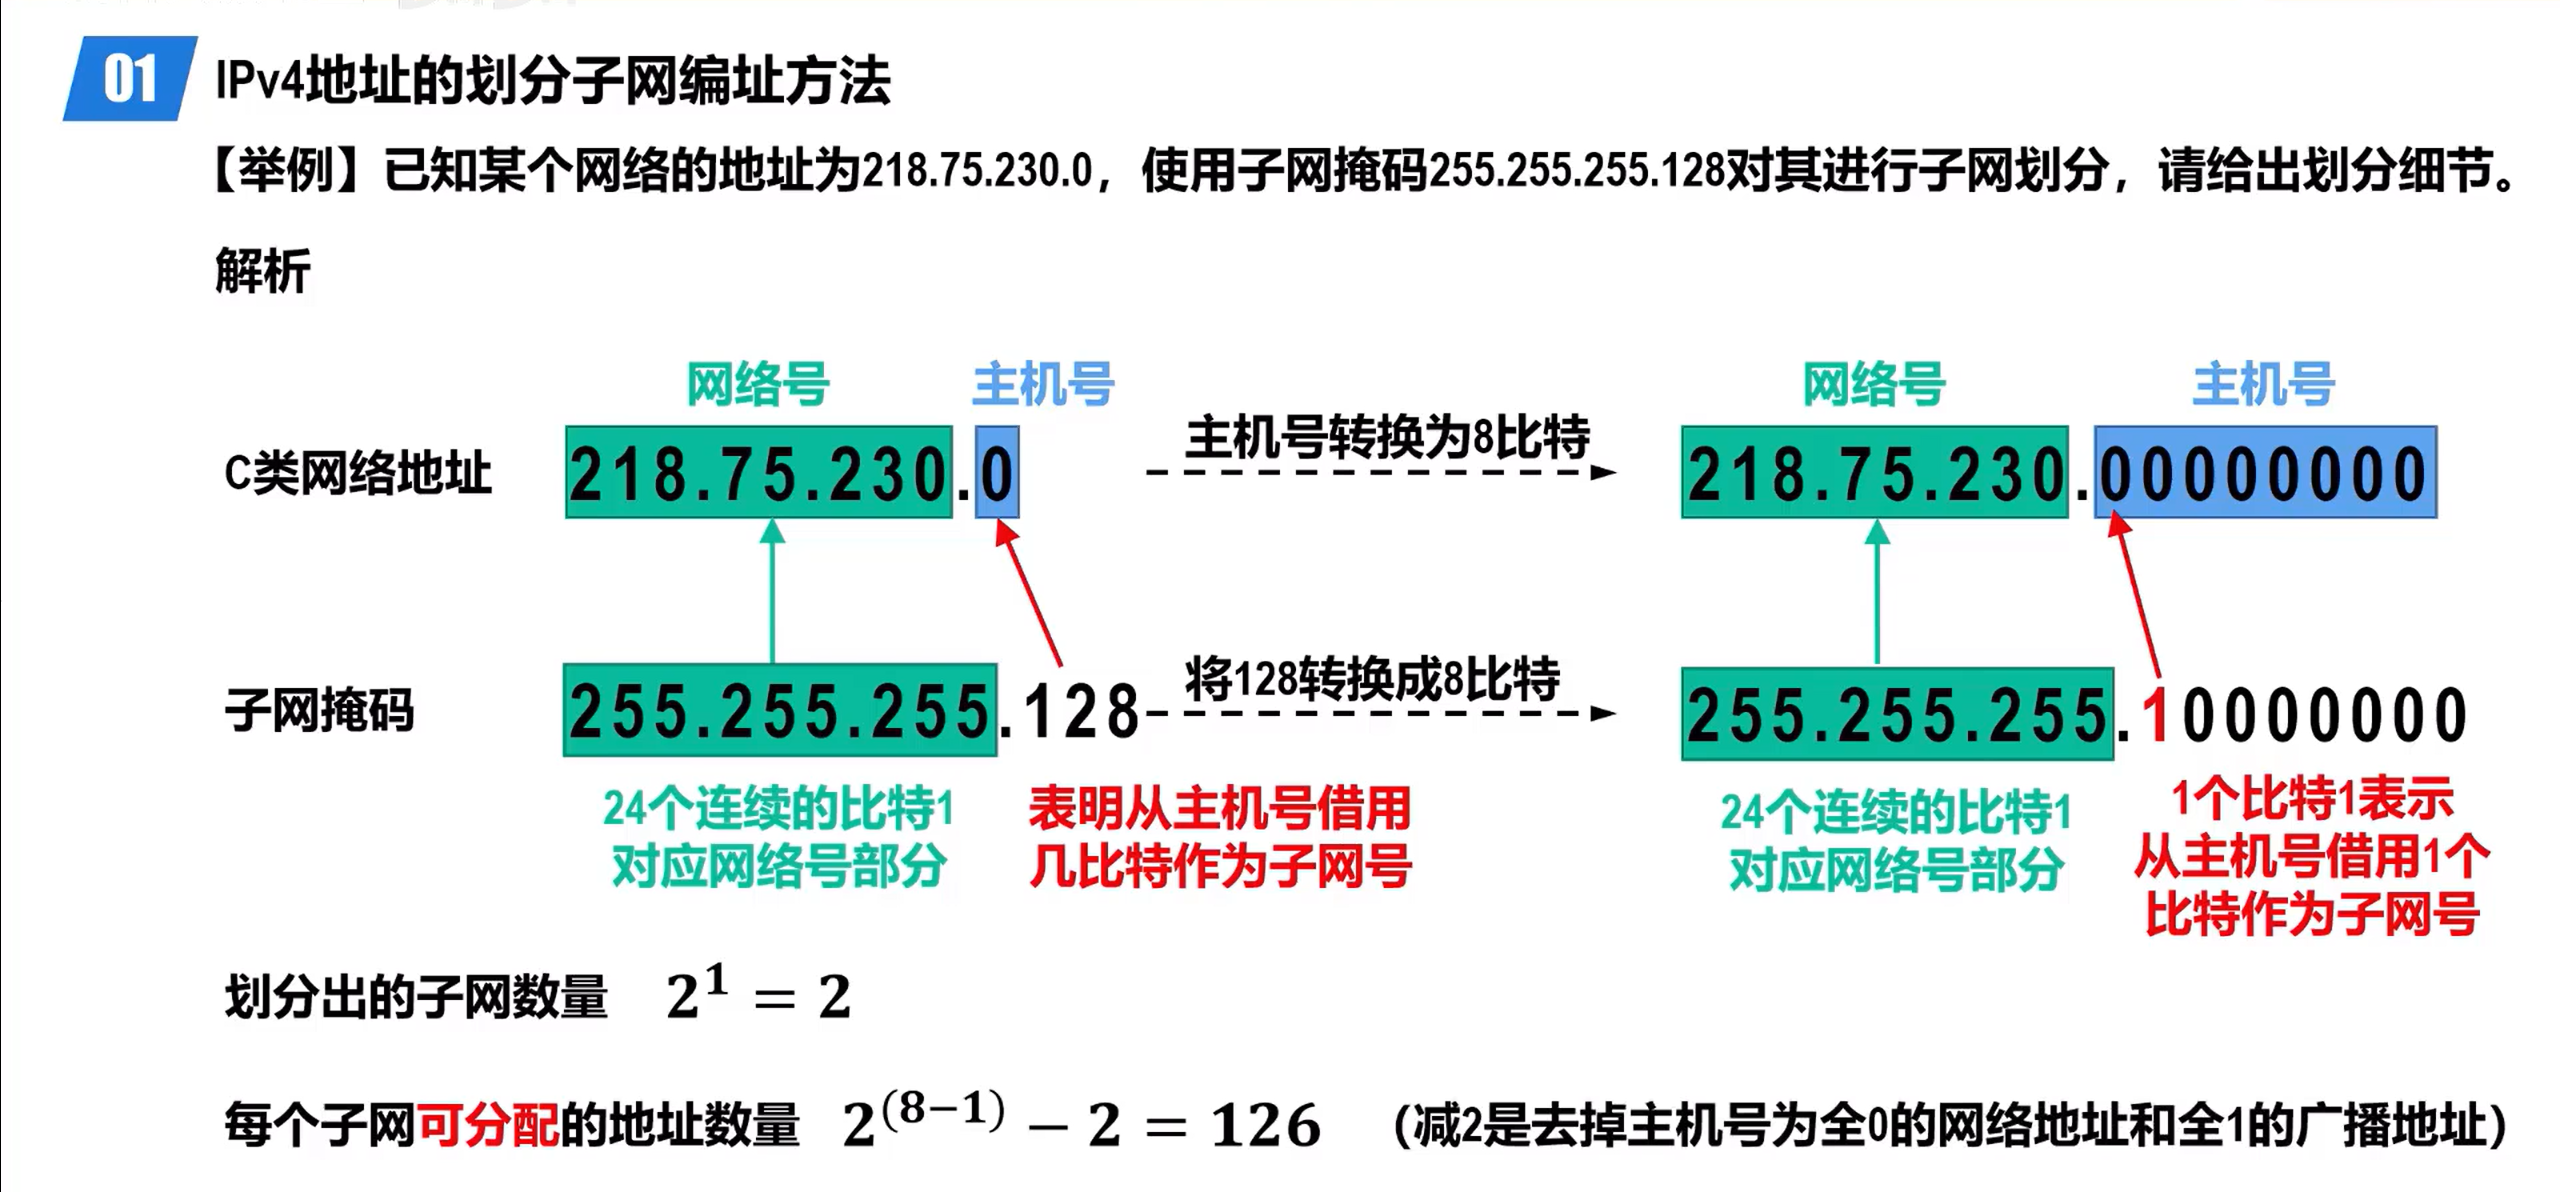 01 IPv4地址的划分子网编址方法
【举例】已知某个网络的地址为218.75.230.0，使用子网掩码255.255.255.128对其进行子网划分，请给出划分细节。
解析
网络号 主机号 网络号 主机号
C类网络地址 218.75.230.0 主机号转换为8比特 218.75.230.00000000
子网掩码 255.255.255.128 将128转换成8比特 255.255.255.10000000
24个连续的比特1
对应网络号部分
表明从主机号借用
几比特作为子网号
24个连续的比特1
对应网络号部分
1个比特1表示
从主机号借用1个
比特作为子网号
划分出的子网数量 2^1 = 2
每个子网可分配的地址数量 2^(8−1) − 2 = 126 (减2是去掉主机号为全0的网络地址和全1的广播地址)